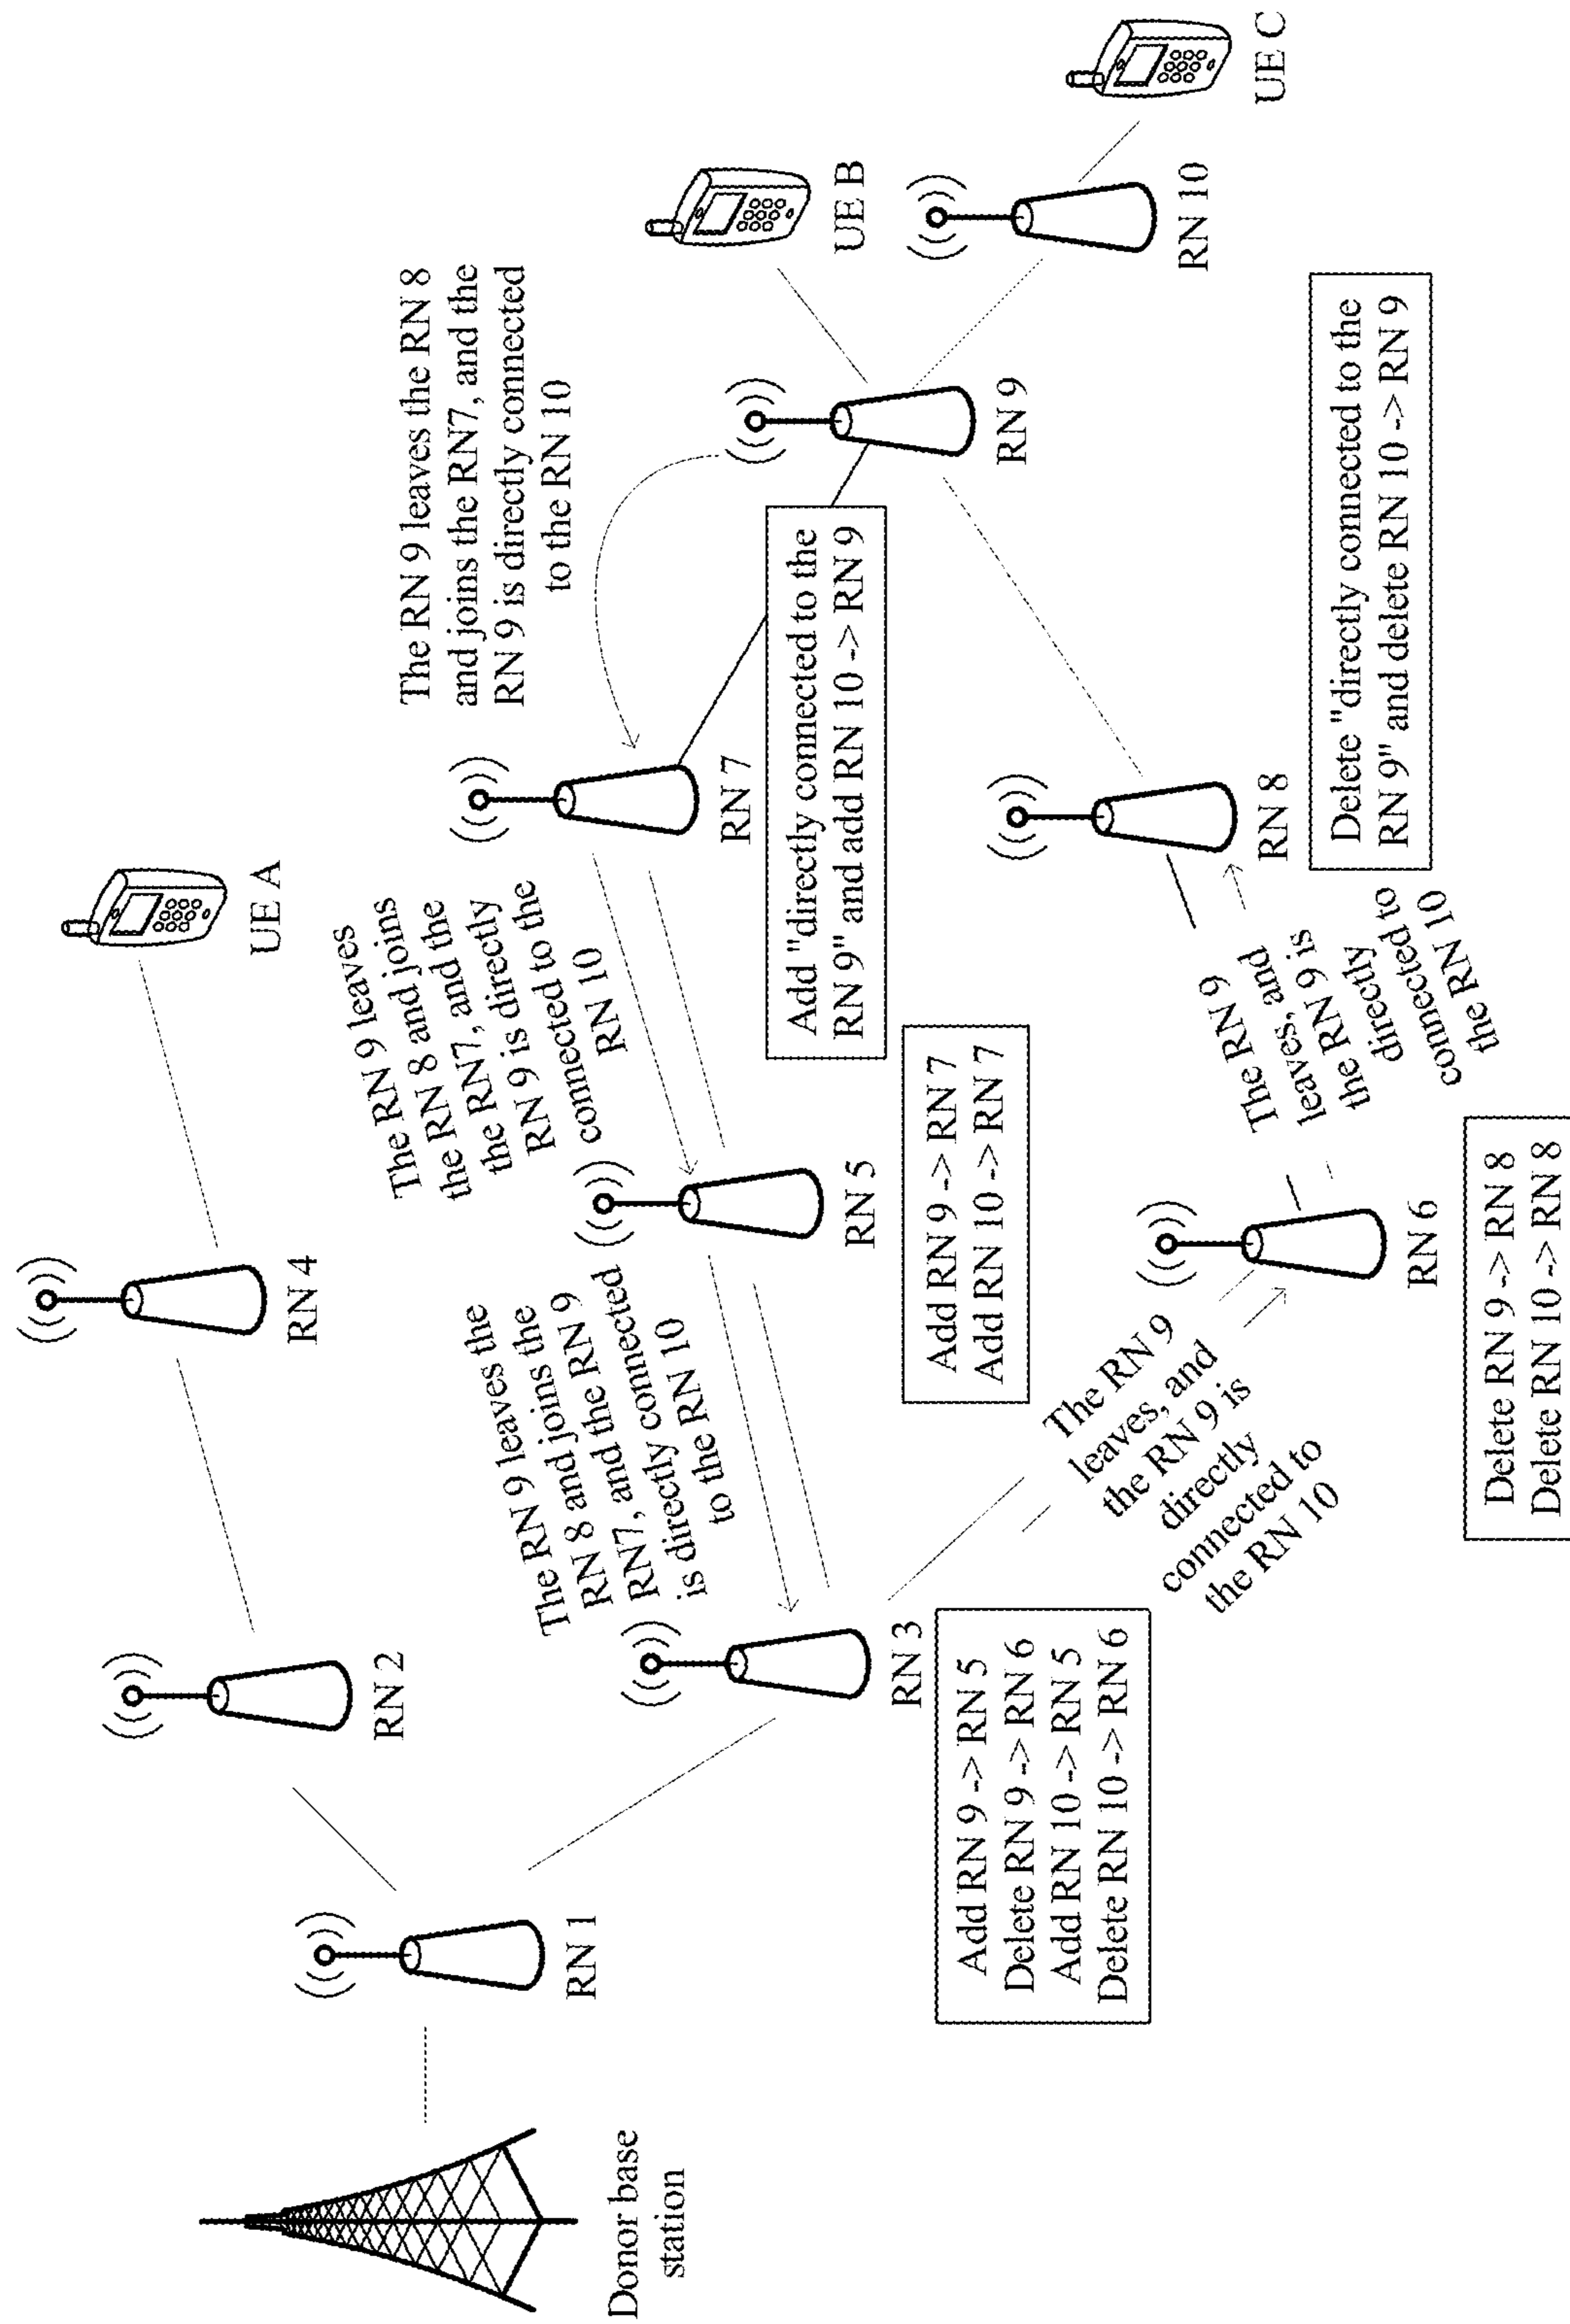 Donor base
station
RN 1
RN 2
RN 3
Add RN 9 -> RN 5
Delete RN 9 -> RN 6
Add RN 10 -> RN 5
Delete RN 10 -> RN 6
RN 4
UE A
The RN 9 leaves the
RN 8 and joins the
RN7, and the RN 9
is directly connected
to the RN 10
RN 5
Add RN 9 -> RN 7
Add RN 10 -> RN 7
The RN 9
leaves, and
the RN 9 is
directly
connected to
the RN 10
RN 6
Delete RN 9 -> RN 8
Delete RN 10 -> RN 8
The RN 9 leaves
the RN 8 and joins
the RN7, and the
RN 9 is directly
connected to the
RN 10
RN 7
Add "directly connected to the
RN 9" and add RN 10 -> RN 9
The RN 9
leaves, and
the RN 9 is
directly
connected to
the RN 10
RN 8
Delete "directly connected to the
RN 9" and delete RN 10 -> RN 9
The RN 9 leaves the RN 8
and joins the RN7, and the
RN 9 is directly connected
to the RN 10
RN 9
UE B
RN 10
UE C